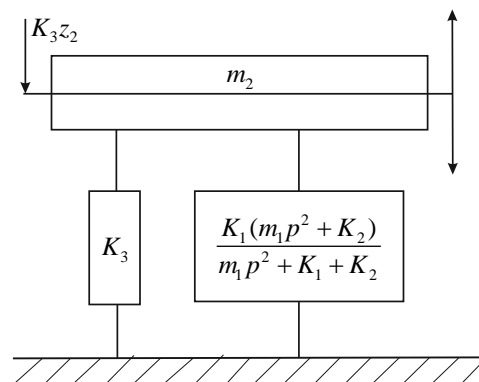 K₃z₂
m₂
K₃
K₁(m₁p² + K₂)
m₁p² + K₁ + K₂